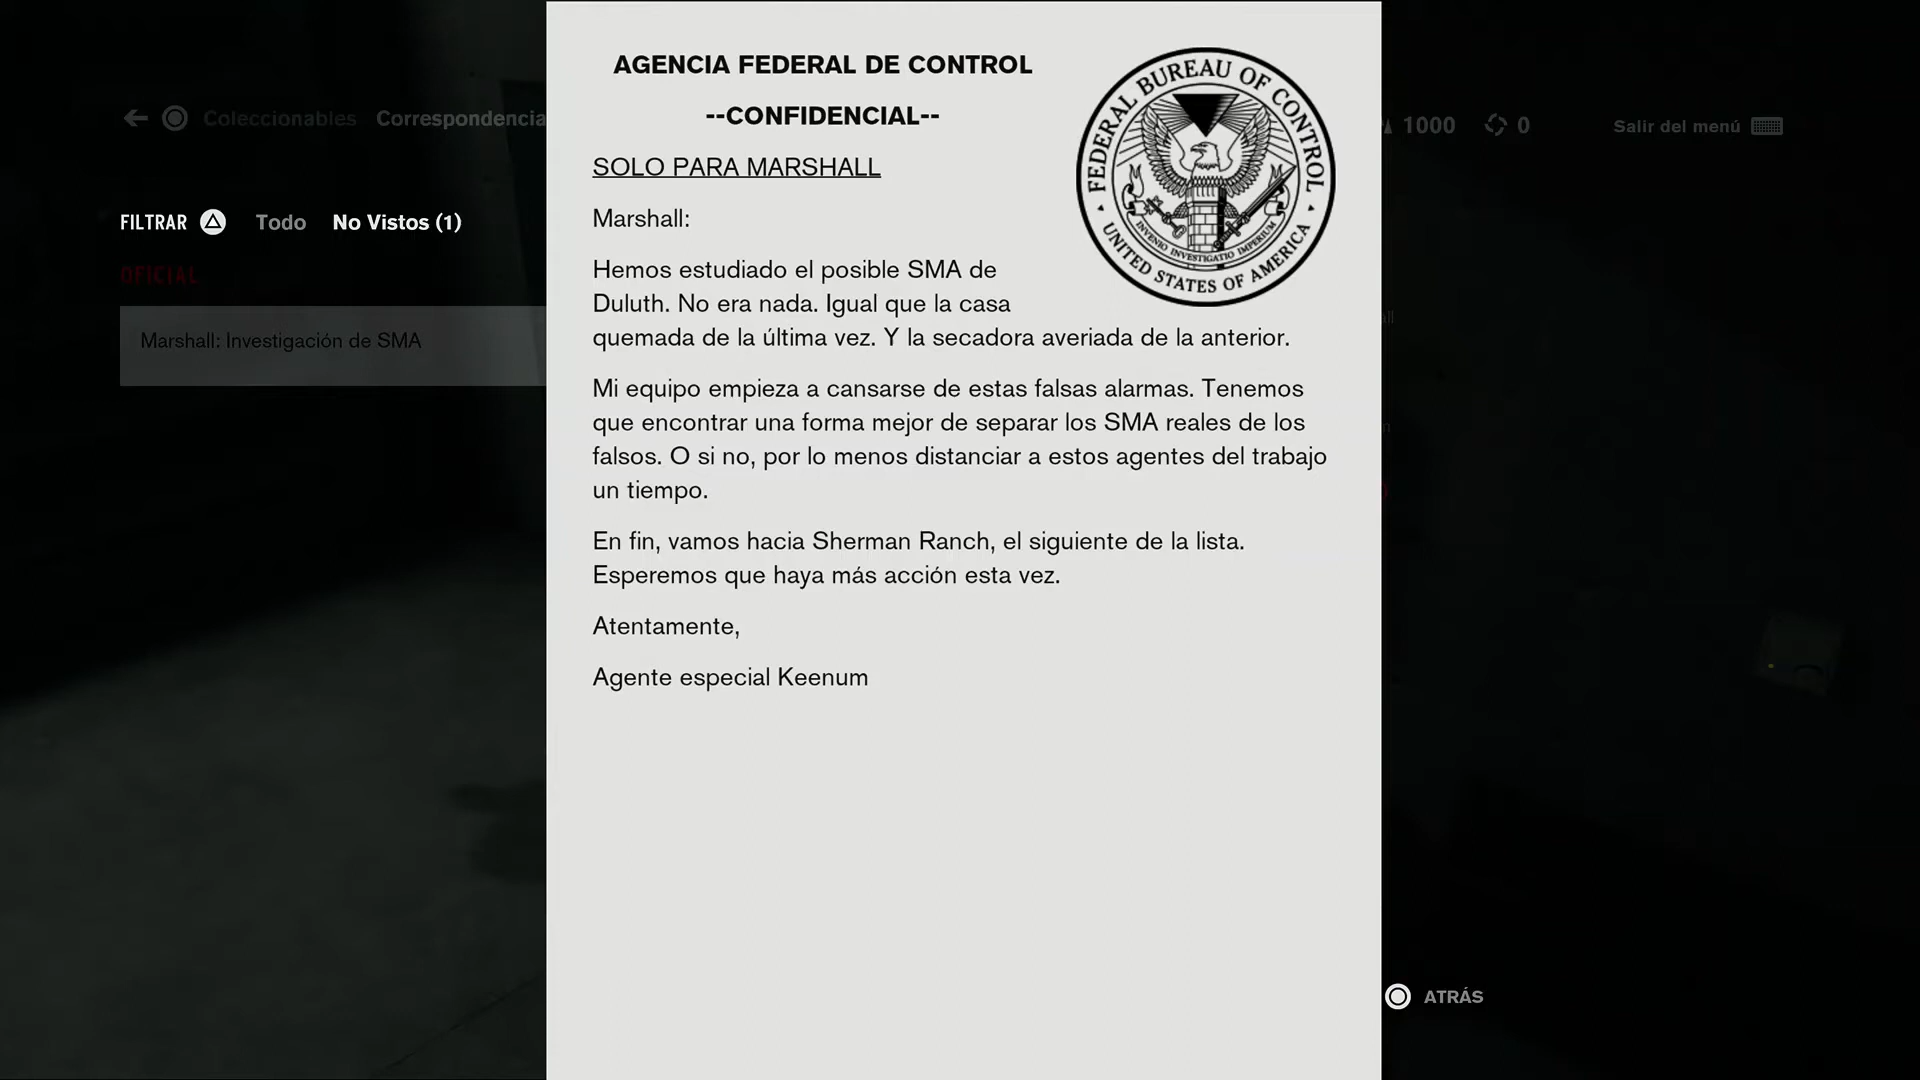 AGENCIA FEDERAL DE CONTROL
--CONFIDENCIAL--
SOLO PARA MARSHALL
Marshall:
Hemos estudiado el posible SMA de
Duluth. No era nada. Igual que la casa
quemada de la última vez. Y la secadora averiada de la anterior.
Mi equipo empieza a cansarse de estas falsas alarmas. Tenemos
que encontrar una forma mejor de separar los SMA reales de los
falsos. O si no, por lo menos distanciar a estos agentes del trabajo
un tiempo.
En fin, vamos hacia Sherman Ranch, el siguiente de la lista.
Esperemos que haya más acción esta vez.
Atentamente,
Agente especial Keenum
FEDERAL BUREAU OF CONTROL
UNITED STATES OF AMERICA
INVENIO INVESTIGATIO IMPERIUM
Coleccionables Correspondencia
1000 0 Salir del menú
FILTRAR Todo No Vistos (1)
OFICIAL
Marshall: Investigación de SMA
ATRÁS